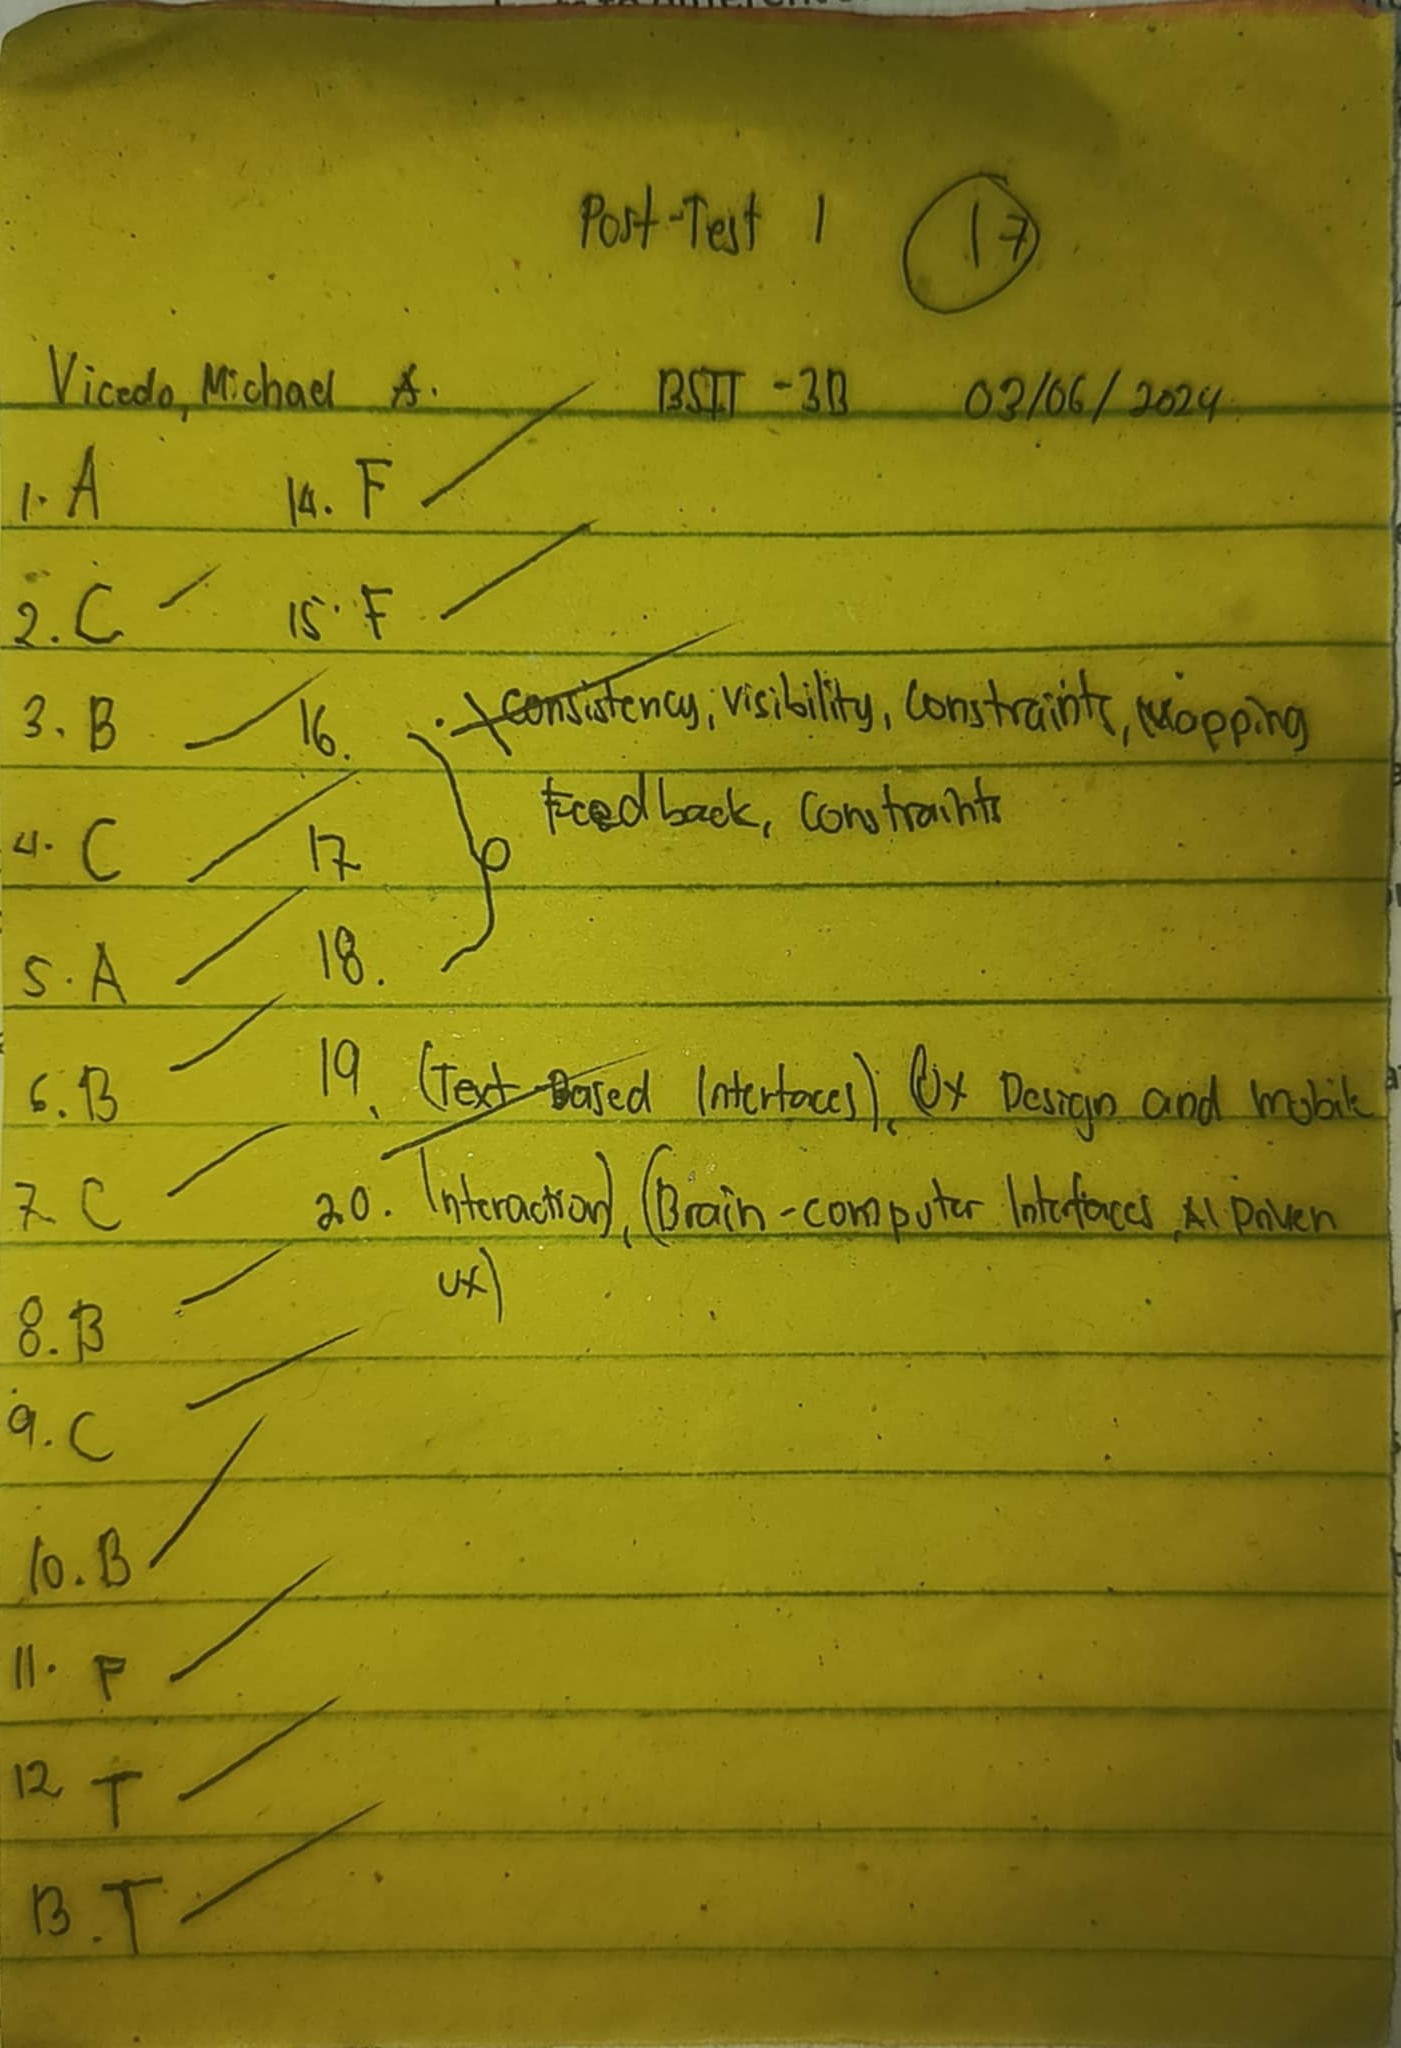 Post-Test 1 17
Vicedo, Michael A. BSIT -3B 03/06/2024
1. A 14. F
2. C 15. F
3. B 16. Consistency, visibility, Constraints, Mapping
Feedback, Constraints
4. C 17
5. A 18.
6. B 19. (Text-Based Interfaces), (Ux Design and Mobile
7. C 20. Interaction), (Brain-computer Interfaces, AI Driven
UX)
8. B
9. C
10. B
11. F
12 T
13. T